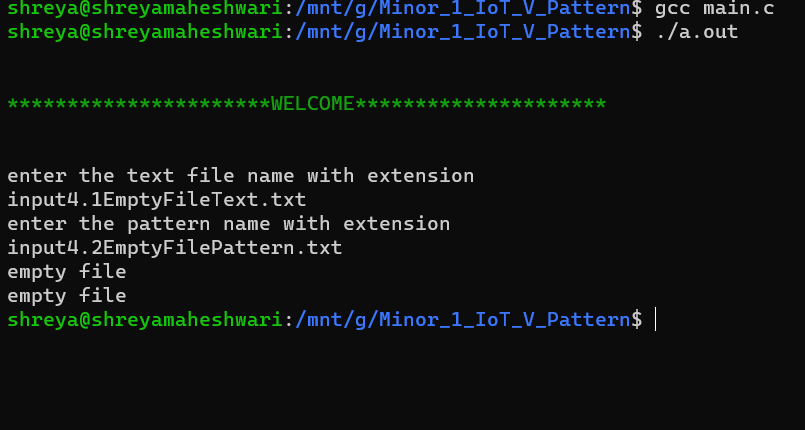 shreya@shreyamaheshwari:/mnt/g/Minor_1_IoT_V_Pattern$ gcc main.c
shreya@shreyamaheshwari:/mnt/g/Minor_1_IoT_V_Pattern$ ./a.out
**********************WELCOME*********************
enter the text file name with extension
input4.1EmptyFileText.txt
enter the pattern name with extension
input4.2EmptyFilePattern.txt
empty file
empty file
shreya@shreyamaheshwari:/mnt/g/Minor_1_IoT_V_Pattern$